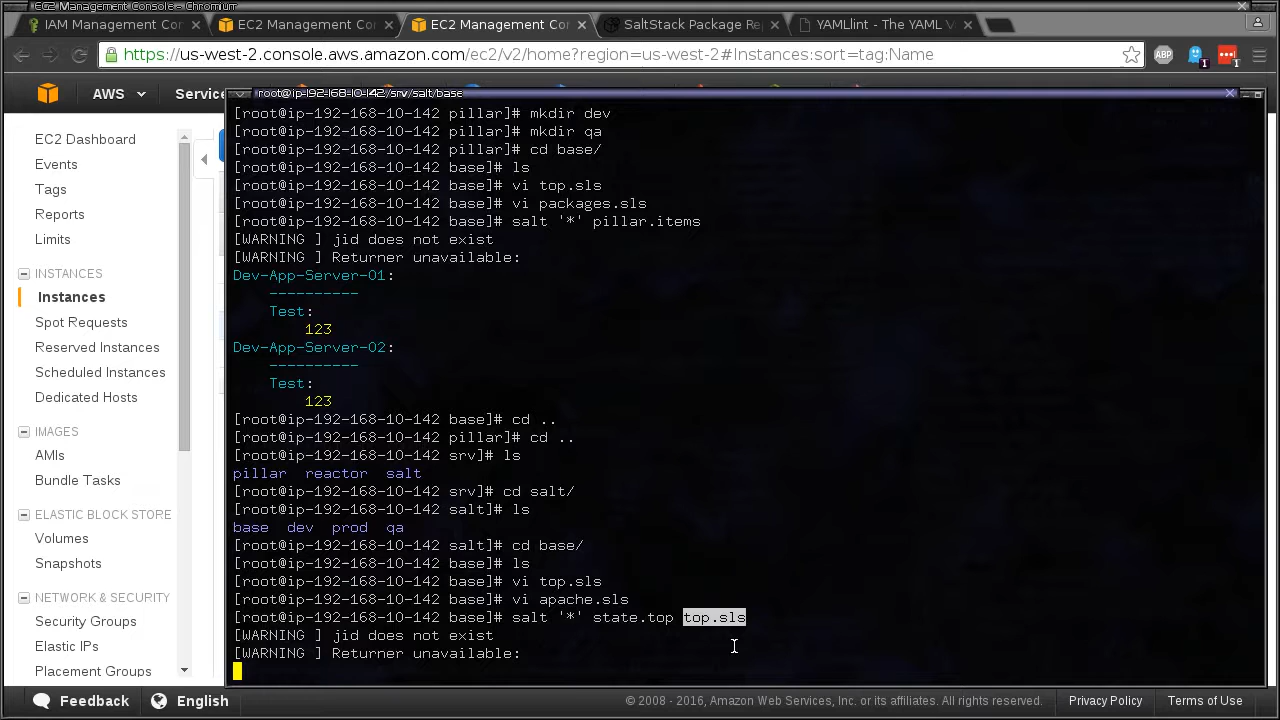 EC2 Management Console - Chromium
IAM Management Con
EC2 Management Con
EC2 Management Con
SaltStack Package Re
YAMLlint - The YAML V
https://us-west-2.console.aws.amazon.com/ec2/v2/home?region=us-west-2#Instances:sort=tag:Name
ABP
1
1
AWS
Service
root@ip-192-168-10-142:/srv/salt/base
EC2 Dashboard
Events
Tags
Reports
Limits
INSTANCES
Instances
Spot Requests
Reserved Instances
Scheduled Instances
Dedicated Hosts
IMAGES
AMIs
Bundle Tasks
ELASTIC BLOCK STORE
Volumes
Snapshots
NETWORK & SECURITY
Security Groups
Elastic IPs
Placement Groups
[root@ip-192-168-10-142 pillar]# mkdir dev
[root@ip-192-168-10-142 pillar]# mkdir qa
[root@ip-192-168-10-142 pillar]# cd base/
[root@ip-192-168-10-142 base]# ls
[root@ip-192-168-10-142 base]# vi top.sls
[root@ip-192-168-10-142 base]# vi packages.sls
[root@ip-192-168-10-142 base]# salt '*' pillar.items
[WARNING ] jid does not exist
[WARNING ] Returner unavailable:
Dev-App-Server-01:
----------
Test:
123
Dev-App-Server-02:
----------
Test:
123
[root@ip-192-168-10-142 base]# cd ..
[root@ip-192-168-10-142 pillar]# cd ..
[root@ip-192-168-10-142 srv]# ls
pillar reactor salt
[root@ip-192-168-10-142 srv]# cd salt/
[root@ip-192-168-10-142 salt]# ls
base dev prod qa
[root@ip-192-168-10-142 salt]# cd base/
[root@ip-192-168-10-142 base]# ls
[root@ip-192-168-10-142 base]# vi top.sls
[root@ip-192-168-10-142 base]# vi apache.sls
[root@ip-192-168-10-142 base]# salt '*' state.top top.sls
[WARNING ] jid does not exist
[WARNING ] Returner unavailable:
Feedback
English
© 2008 - 2016, Amazon Web Services, Inc. or its affiliates. All rights reserved.
Privacy Policy
Terms of Use